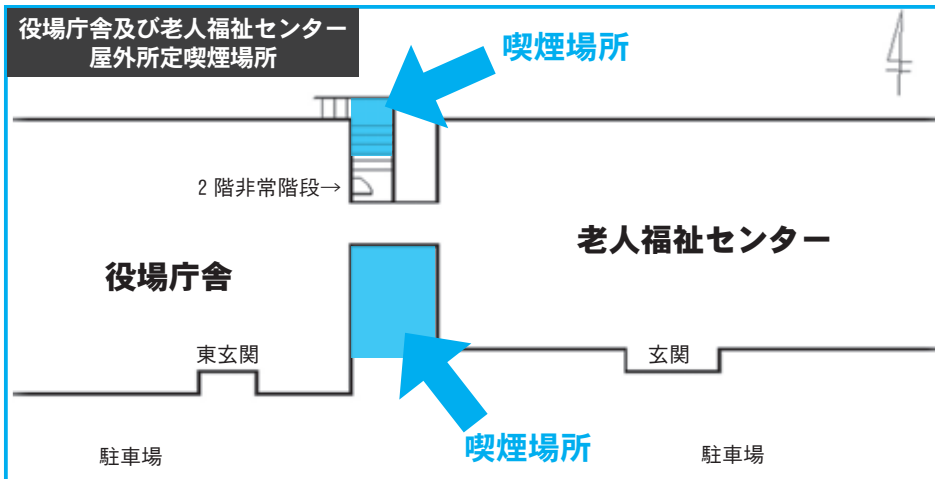 役場庁舎及び老人福祉センター
屋外所定喫煙場所
喫煙場所
2階非常階段→
老人福祉センター
役場庁舎
東玄関
玄関
喫煙場所
駐車場
駐車場